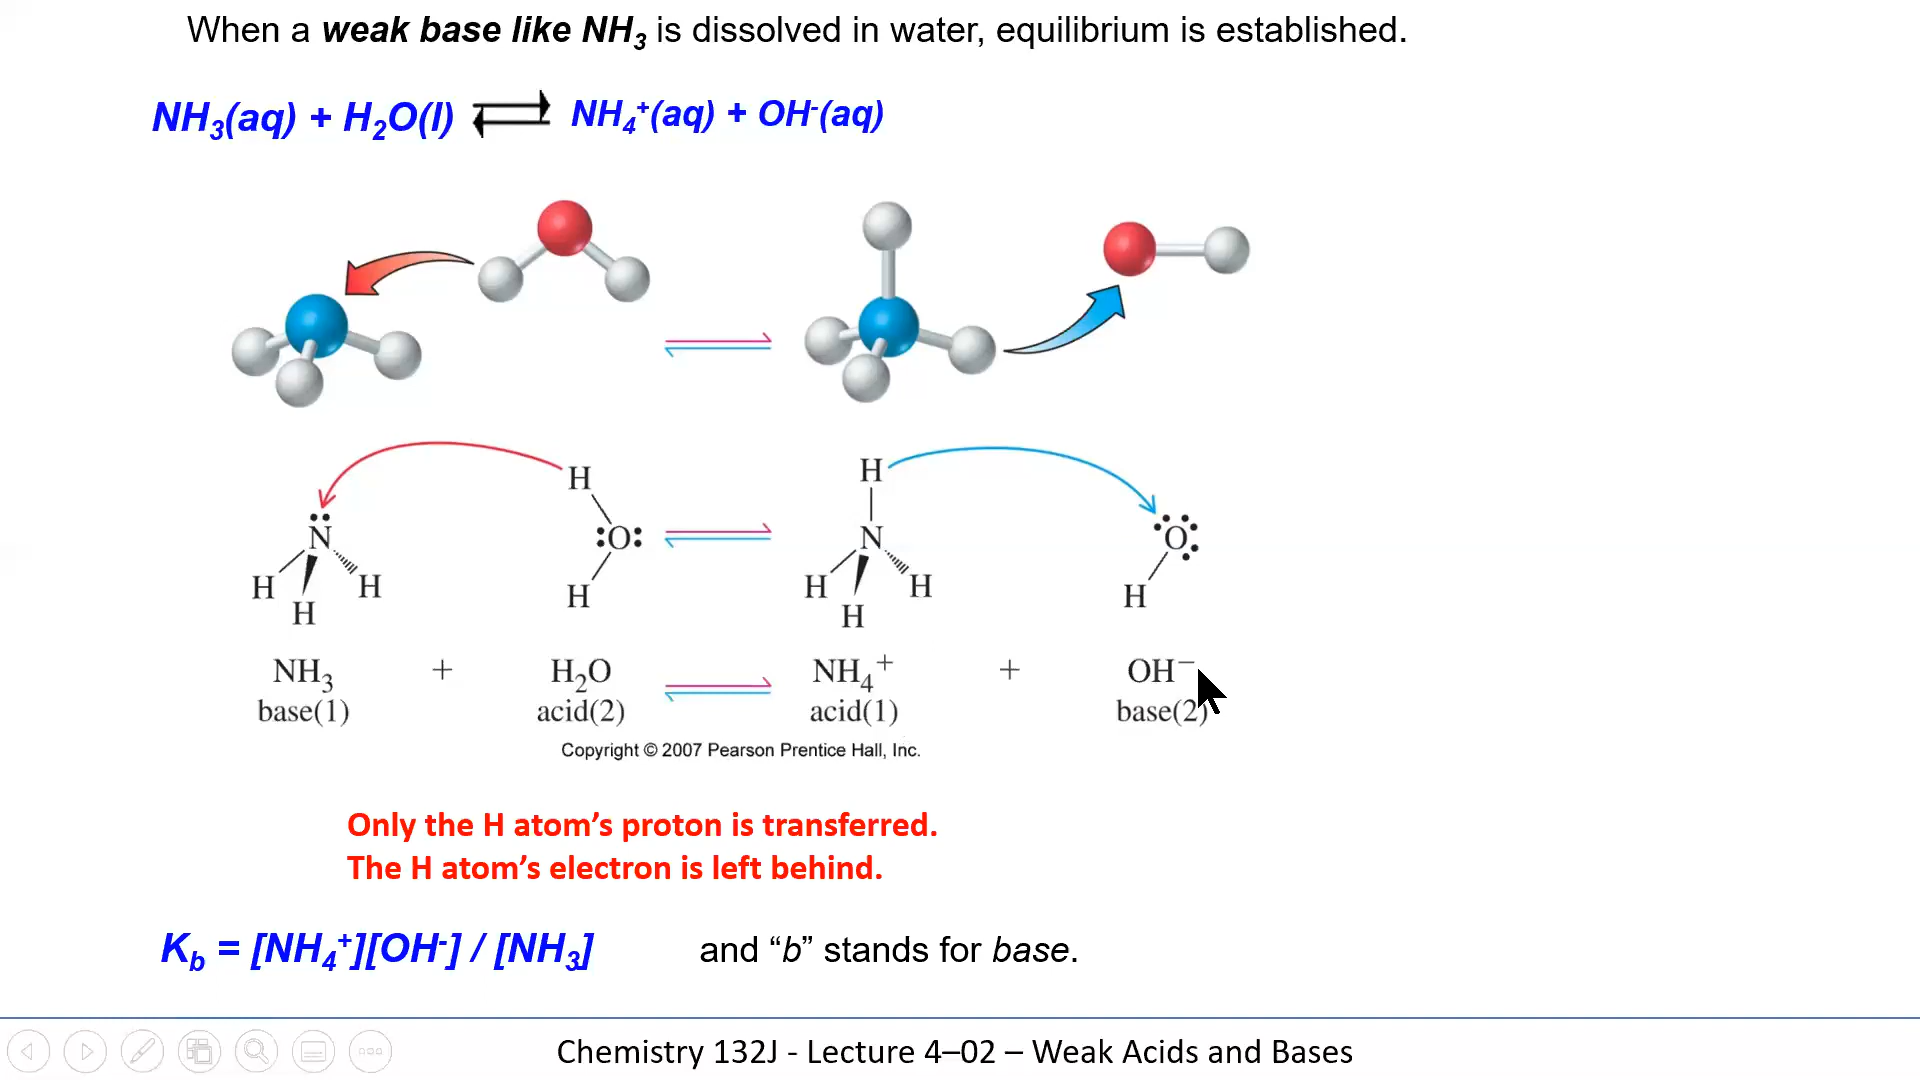 When a weak base like NH₃ is dissolved in water, equilibrium is established.
NH₃(aq) + H₂O(l) ⇌ NH₄⁺(aq) + OH⁻(aq)
H H
N :O: N O
H H H H H H
H H H
NH₃ + H₂O ⇌ NH₄⁺ + OH⁻
base(1) acid(2) acid(1) base(2)
Copyright © 2007 Pearson Prentice Hall, Inc.
Only the H atom’s proton is transferred.
The H atom’s electron is left behind.
K_b = [NH₄⁺][OH⁻] / [NH₃] and “b” stands for base.
Chemistry 132J - Lecture 4–02 – Weak Acids and Bases